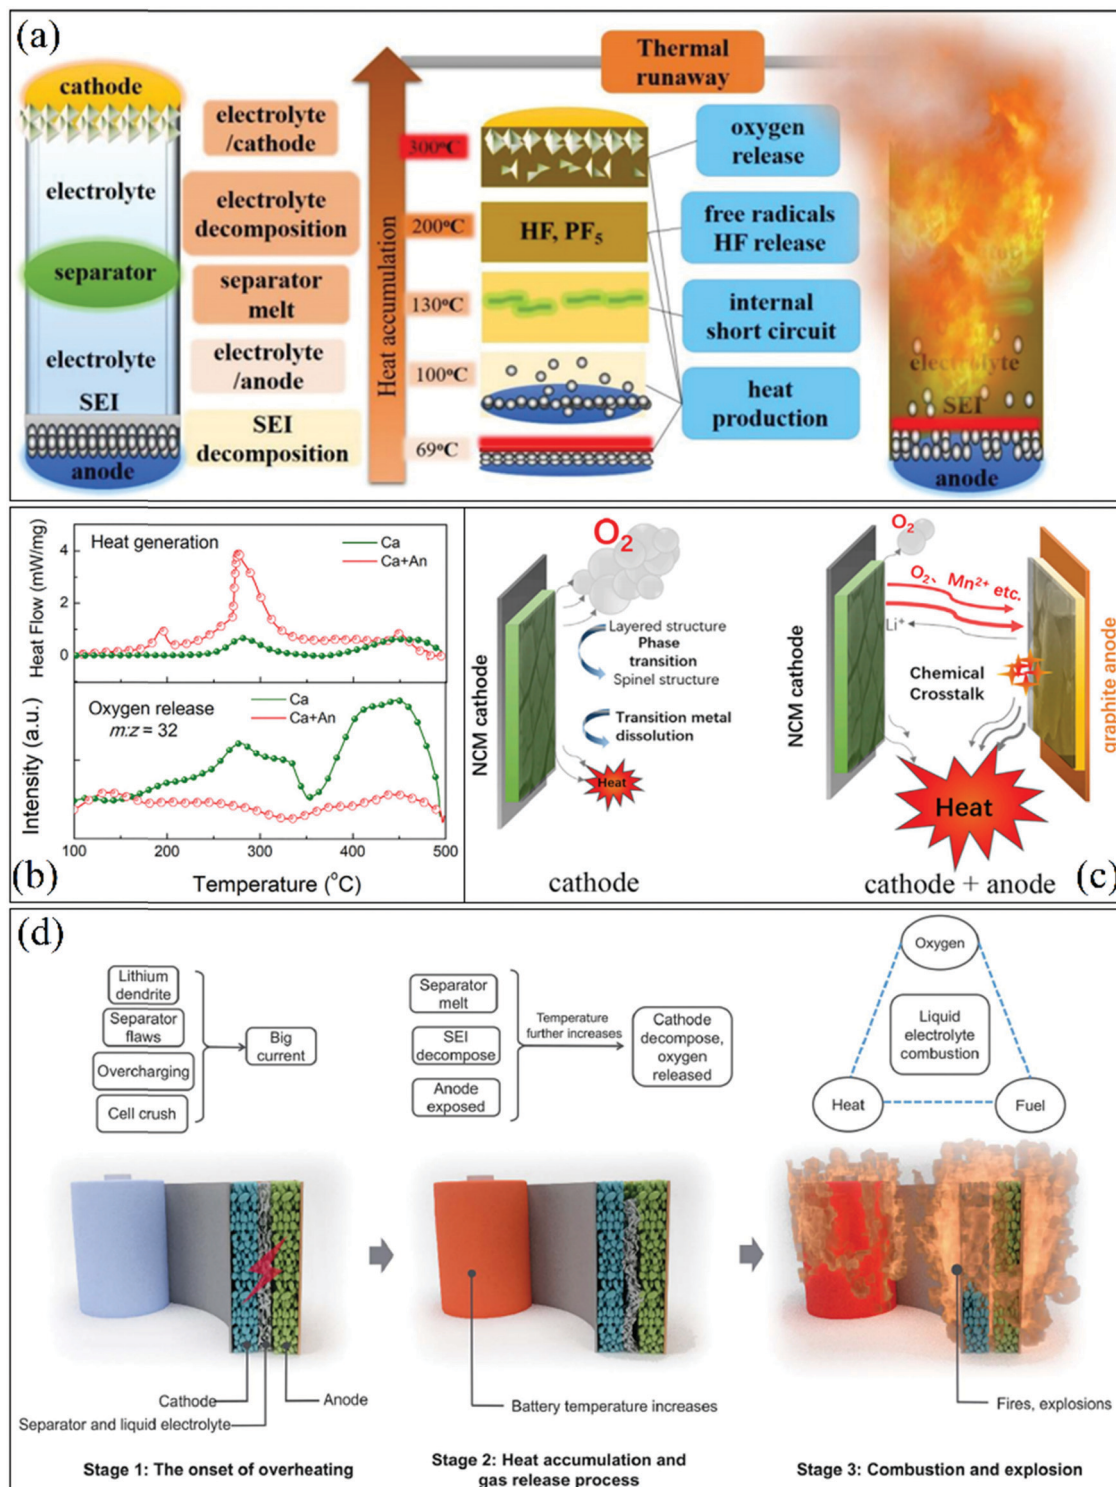 (a)
Thermal
runaway
cathode
electrolyte
/cathode
electrolyte
electrolyte
decomposition
separator
separator
melt
electrolyte
electrolyte
/anode
SEI
SEI
decomposition
anode
Heat accumulation
300°C
200°C
130°C
100°C
69°C
HF, PF5
oxygen
release
free radicals
HF release
internal
short circuit
heat
production
electrolyte
SEI
anode
(b)
Heat generation
Ca
Ca+An
Heat Flow (mW/mg)
4
2
0
Oxygen release
m:z = 32
Ca
Ca+An
Intensity (a.u.)
100 200 300 400 500
Temperature (°C)
O2
NCM cathode
Layered structure
Phase
transition
Spinel structure
Transition metal
dissolution
Heat
cathode
O2
O2、Mn2+ etc.
Li+
NCM cathode
Chemical
Crosstalk
graphite anode
Heat
cathode + anode
(c)
(d)
Lithium
dendrite
Separator
flaws
Overcharging
Cell crush
Big
current
Separator
melt
SEI
decompose
Anode
exposed
Temperature
further increases
Cathode
decompose,
oxygen
released
Oxygen
Liquid
electrolyte
combustion
Heat
Fuel
Cathode
Anode
Separator and liquid electrolyte
Battery temperature increases
Fires, explosions
Stage 1: The onset of overheating
Stage 2: Heat accumulation and
gas release process
Stage 3: Combustion and explosion